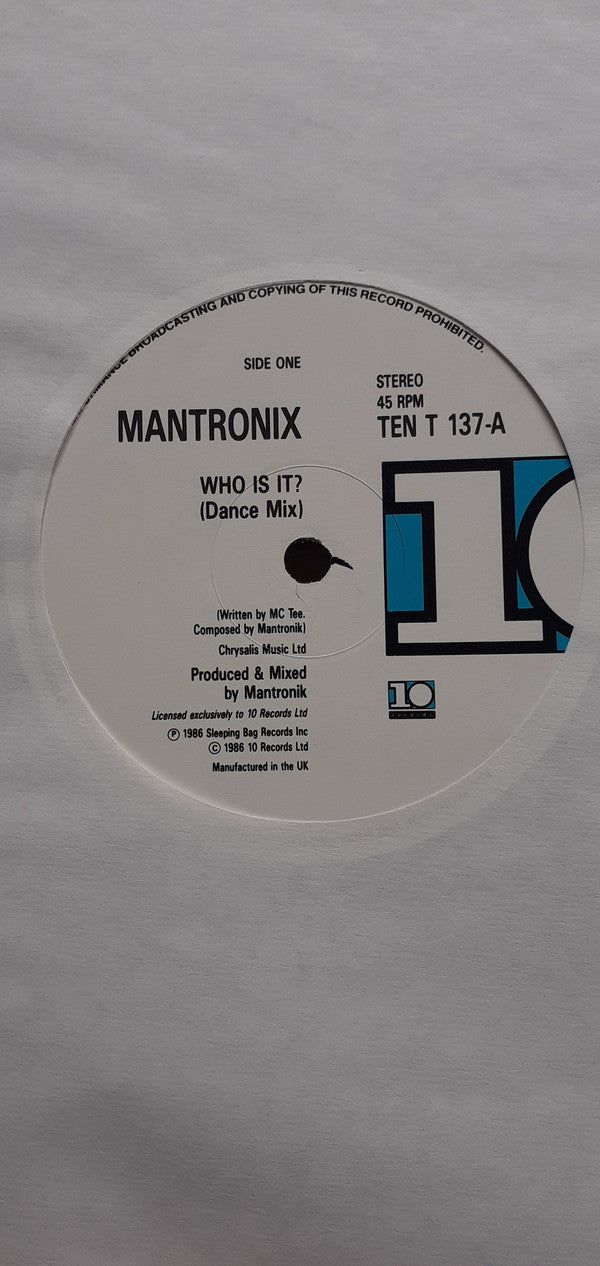 BROADCASTING AND COPYING OF THIS RECORD PROHIBITED.
SIDE ONE
STEREO
45 RPM
MANTRONIX
TEN T 137-A
WHO IS IT?
(Dance Mix)
10
(Written by MC Tee.
Composed by Mantronik)
Chrysalis Music Ltd
Produced & Mixed
by Mantronik
10
records
Licensed exclusively to 10 Records Ltd
Ⓟ 1986 Sleeping Bag Records Inc
© 1986 10 Records Ltd
Manufactured in the UK